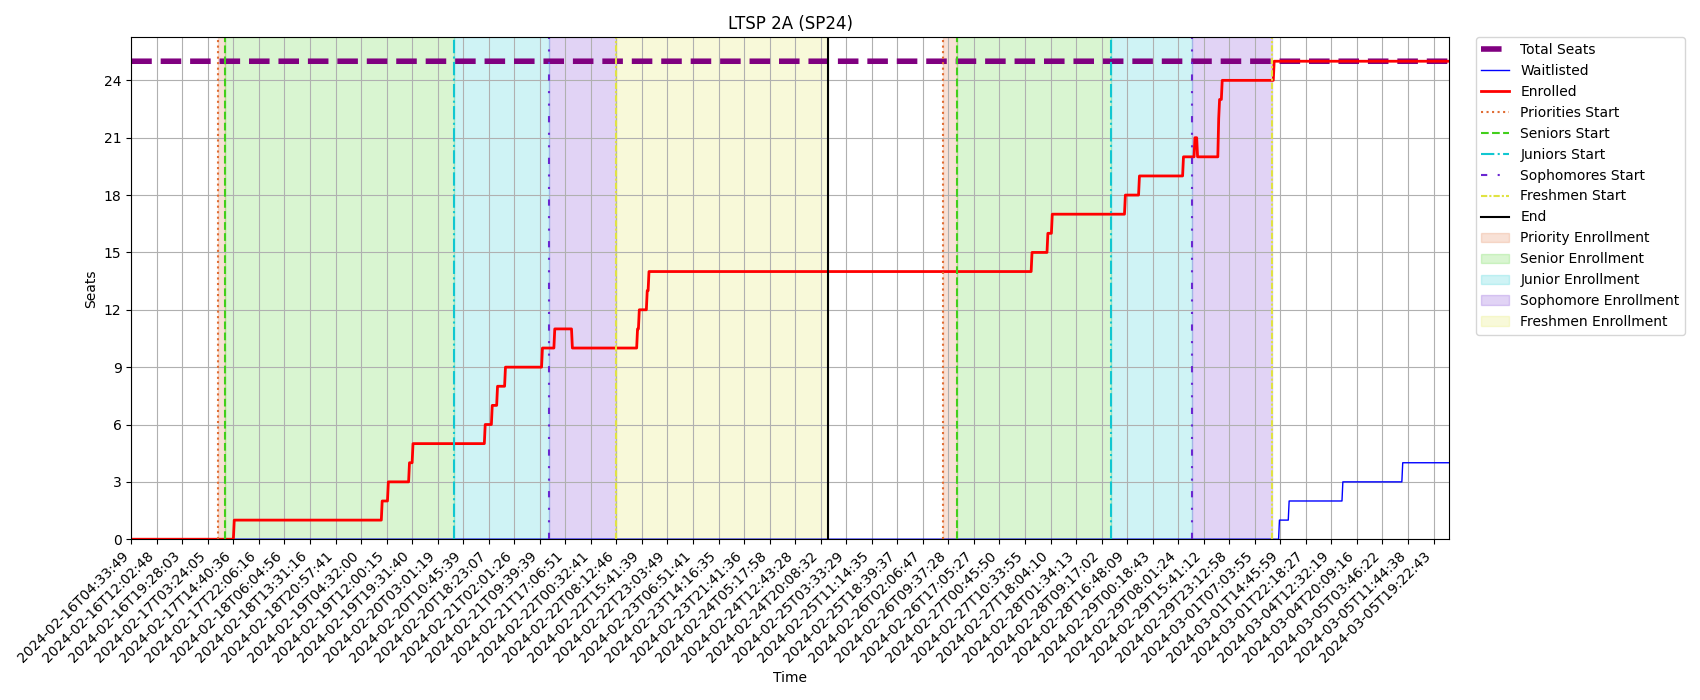 LTSP 2A (SP24)
24
21
18
15
12
9
6
3
0
Seats
2024-02-16T04:33:49
2024-02-16T12:02:48
2024-02-16T19:28:03
2024-02-17T03:24:05
2024-02-17T14:40:36
2024-02-17T22:06:16
2024-02-18T06:04:56
2024-02-18T13:31:16
2024-02-18T20:57:41
2024-02-19T04:32:00
2024-02-19T12:00:15
2024-02-19T19:31:40
2024-02-20T03:01:19
2024-02-20T10:45:39
2024-02-20T18:23:07
2024-02-21T02:01:26
2024-02-21T09:39:39
2024-02-21T17:06:51
2024-02-22T00:32:41
2024-02-22T08:12:46
2024-02-22T15:41:39
2024-02-22T23:03:49
2024-02-23T06:51:41
2024-02-23T14:16:35
2024-02-23T21:41:36
2024-02-24T05:17:58
2024-02-24T12:43:28
2024-02-24T20:08:32
2024-02-25T03:33:29
2024-02-25T11:14:35
2024-02-25T18:39:37
2024-02-26T02:06:47
2024-02-26T09:37:28
2024-02-26T17:05:27
2024-02-27T00:45:50
2024-02-27T10:33:55
2024-02-27T18:04:10
2024-02-28T01:34:13
2024-02-28T09:17:02
2024-02-28T16:48:09
2024-02-29T00:18:43
2024-02-29T08:01:24
2024-02-29T15:41:12
2024-02-29T23:12:58
2024-03-01T07:03:55
2024-03-01T14:45:59
2024-03-01T22:18:27
2024-03-04T12:32:19
2024-03-04T20:09:16
2024-03-05T03:46:22
2024-03-05T11:44:38
2024-03-05T19:22:43
Time
Total Seats
Waitlisted
Enrolled
Priorities Start
Seniors Start
Juniors Start
Sophomores Start
Freshmen Start
End
Priority Enrollment
Senior Enrollment
Junior Enrollment
Sophomore Enrollment
Freshmen Enrollment